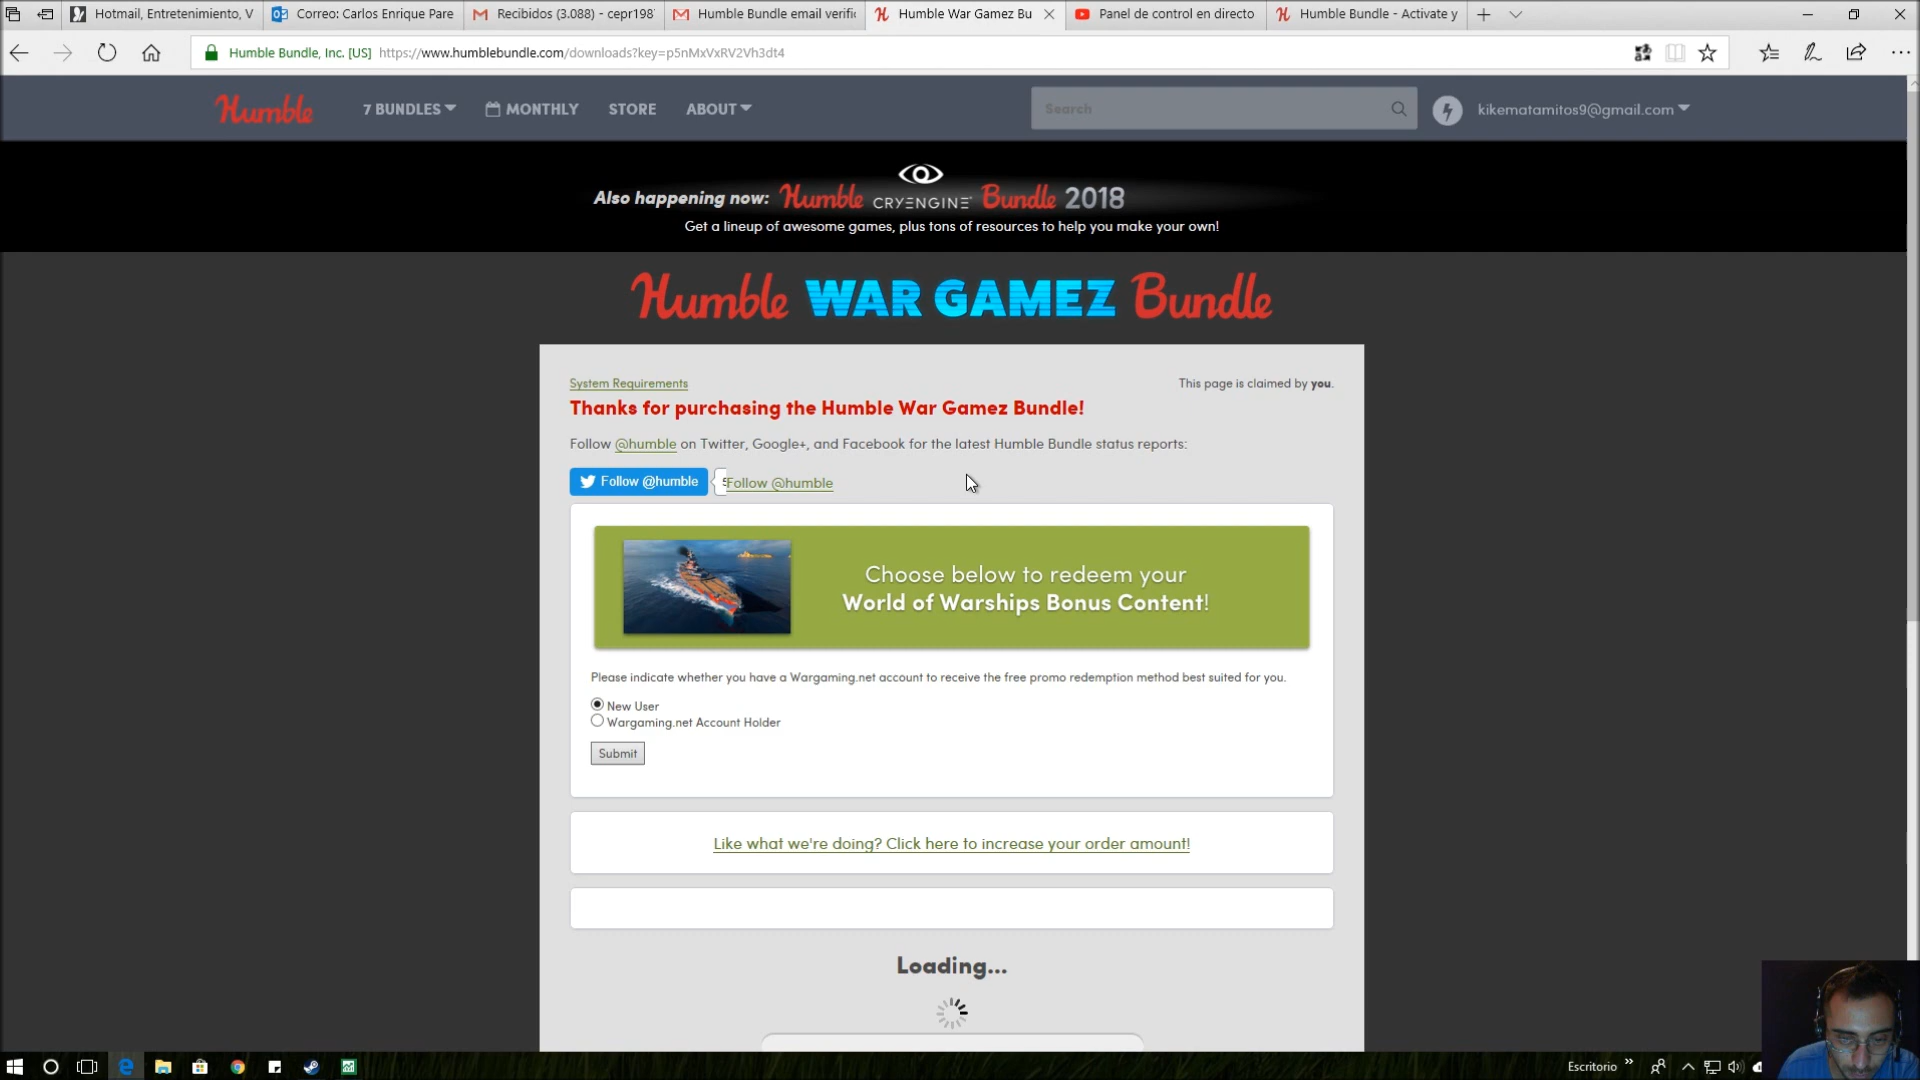 Hotmail, Entretenimiento, V
Correo: Carlos Enrique Pare
Recibidos (3.088) - cepr198
Humble Bundle email verific
Humble War Gamez Bu
Panel de control en directo
Humble Bundle - Activate y
Humble Bundle, Inc. [US] https://www.humblebundle.com/downloads?key=p5nMxVxRV2Vh3dt4
Humble
7 BUNDLES
MONTHLY
STORE
ABOUT
Search
kikematamitos9@gmail.com
Also happening now: Humble CRYENGINE Bundle 2018
Get a lineup of awesome games, plus tons of resources to help you make your own!
Humble WAR GAMEZ Bundle
System Requirements
This page is claimed by you.
Thanks for purchasing the Humble War Gamez Bundle!
Follow @humble on Twitter, Google+, and Facebook for the latest Humble Bundle status reports:
Follow @humble
Follow @humble
Choose below to redeem your
World of Warships Bonus Content!
Please indicate whether you have a Wargaming.net account to receive the free promo redemption method best suited for you.
New User
Wargaming.net Account Holder
Submit
Like what we're doing? Click here to increase your order amount!
Loading...
Escritorio